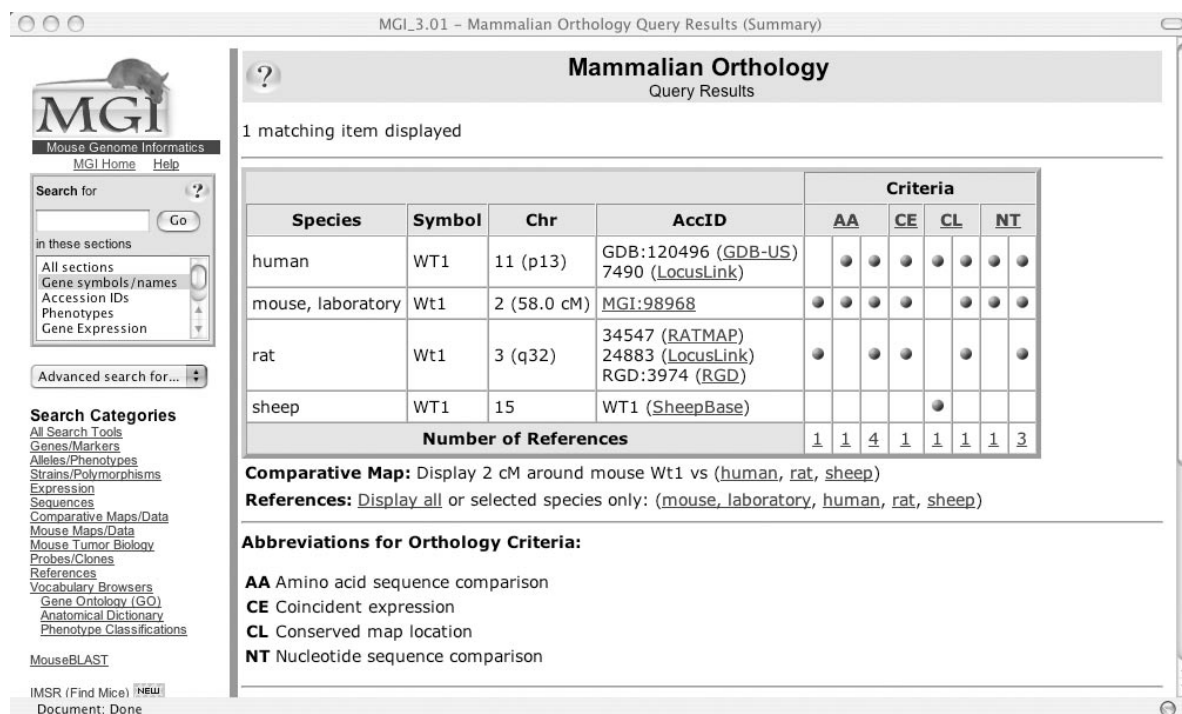 MGI_3.01 – Mammalian Orthology Query Results (Summary)
MGI
Mouse Genome Informatics
MGI Home Help
Search for ?
Go
in these sections
All sections
Gene symbols/names
Accession IDs
Phenotypes
Gene Expression
Advanced search for...
Search Categories
All Search Tools
Genes/Markers
Alleles/Phenotypes
Strains/Polymorphisms
Expression
Sequences
Comparative Maps/Data
Mouse Maps/Data
Mouse Tumor Biology
Probes/Clones
References
Vocabulary Browsers
Gene Ontology (GO)
Anatomical Dictionary
Phenotype Classifications
MouseBLAST
IMSR (Find Mice) NEW
? Mammalian Orthology
Query Results
1 matching item displayed
Criteria
Species Symbol Chr AccID AA CE CL NT
human WT1 11 (p13) GDB:120496 (GDB-US)
7490 (LocusLink)
mouse, laboratory Wt1 2 (58.0 cM) MGI:98968
rat Wt1 3 (q32) 34547 (RATMAP)
24883 (LocusLink)
RGD:3974 (RGD)
sheep WT1 15 WT1 (SheepBase)
Number of References 1 1 4 1 1 1 1 3
Comparative Map: Display 2 cM around mouse Wt1 vs (human, rat, sheep)
References: Display all or selected species only: (mouse, laboratory, human, rat, sheep)
Abbreviations for Orthology Criteria:
AA Amino acid sequence comparison
CE Coincident expression
CL Conserved map location
NT Nucleotide sequence comparison
Document: Done